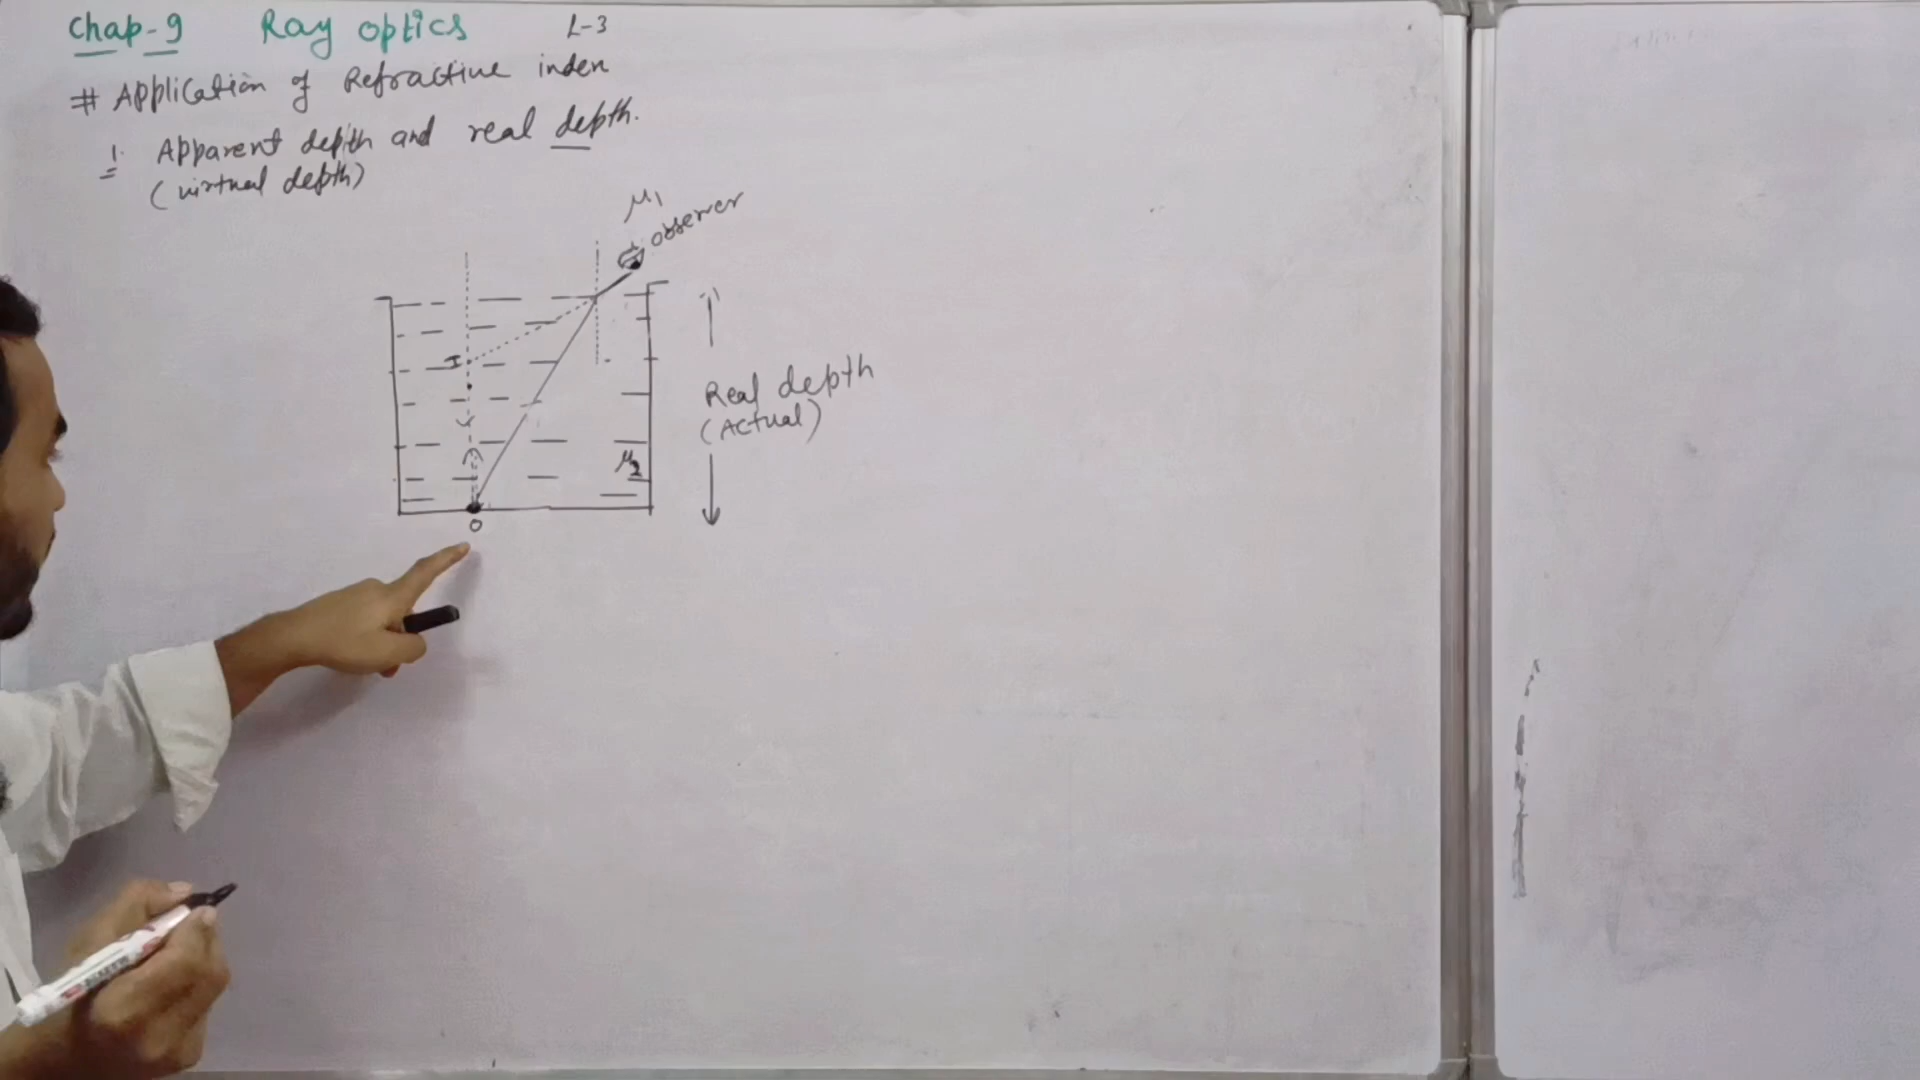 Chap-9 Ray optics L-3
# Application of Refractive index
1. Apparent depth and real depth.
(virtual depth)
μ1
observer
I
Real depth
(Actual)
μ2
O